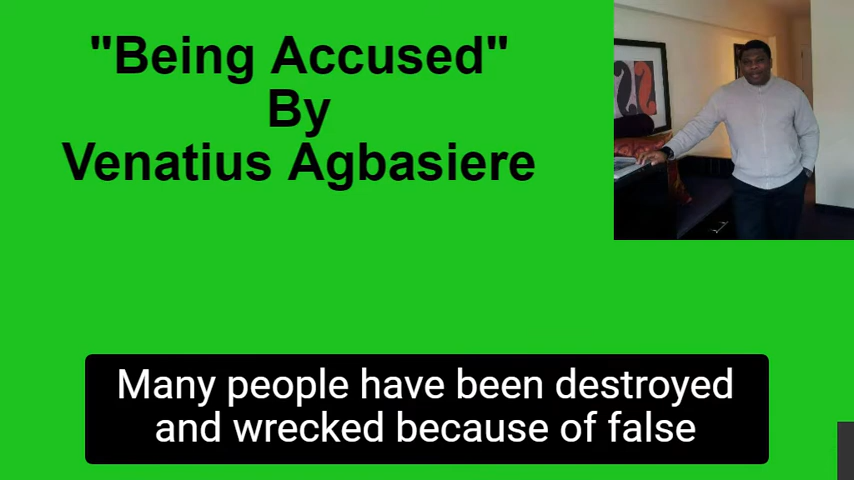 "Being Accused"
By
Venatius Agbasiere
Many people have been destroyed
and wrecked because of false